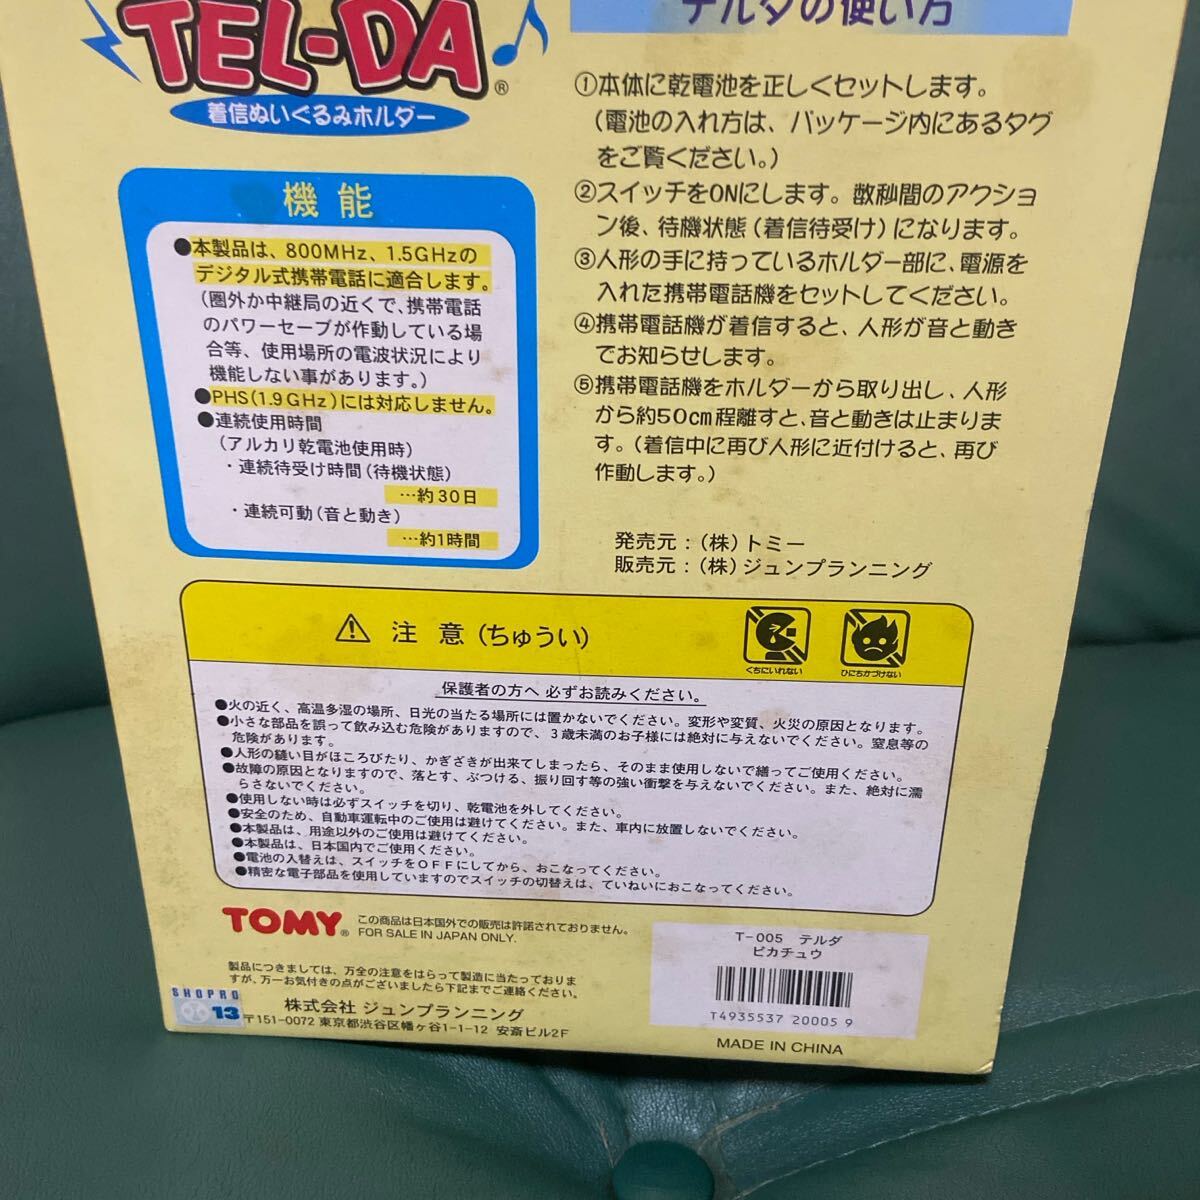 TEL-DA®
着信ぬいぐるみホルダー
機能
●本製品は、800MHz、1.5GHzの
デジタル式携帯電話に適合します。
(圏外か中継局の近くで、携帯電話
のパワーセーブが作動している場
合等、使用場所の電波状況により
機能しない事があります。)
●PHS(1.9GHz)には対応しません。
●連続使用時間
(アルカリ乾電池使用時)
・連続待受け時間(待機状態)
…約30日
・連続可動(音と動き)
…約1時間
テルダの使い方
①本体に乾電池を正しくセットします。
(電池の入れ方は、パッケージ内にあるタグ
をご覧ください。)
②スイッチをONにします。数秒間のアクショ
ン後、待機状態(着信待受け)になります。
③人形の手に持っているホルダー部に、電源を
入れた携帯電話機をセットしてください。
④携帯電話機が着信すると、人形が音と動き
でお知らせします。
⑤携帯電話機をホルダーから取り出し、人形
から約50cm程離すと、音と動きは止まりま
す。(着信中に再び人形に近付けると、再び
作動します。)
発売元:(株)トミー
販売元:(株)ジュンプランニング
⚠ 注意(ちゅうい)
くちにいれない
ひにちかづけない
保護者の方へ 必ずお読みください。
●火の近く、高温多湿の場所、日光の当たる場所には置かないでください。変形や変質、火災の原因となります。
●小さな部品を誤って飲み込む危険がありますので、3歳未満のお子様には絶対に与えないでください。窒息等の
危険があります。
●人形の縫い目がほころびたり、かぎざきが出来てしまったら、そのまま使用しないで繕ってご使用ください。
●故障の原因となりますので、落とす、ぶつける、振り回す等の強い衝撃を与えないでください。また、絶対に濡
らさないでください。
●使用しない時は必ずスイッチを切り、乾電池を外してください。
●安全のため、自動車運転中のご使用は避けてください。また、車内に放置しないでください。
●本製品は、用途以外のご使用は避けてください。
●本製品は、日本国内でご使用ください。
●電池の入替えは、スイッチをOFFにしてから、おこなってください。
●精密な電子部品を使用していますのでスイッチの切替えは、ていねいにおこなってください。
TOMY®
この商品は日本国外での販売は許諾されておりません。
FOR SALE IN JAPAN ONLY.
製品につきましては、万全の注意をはらって製造に当たっておりま
すが、万一お気付きの点がございましたら下記までご連絡ください。
SHOPRO
13
株式会社 ジュンプランニング
〒151-0072 東京都渋谷区幡ヶ谷1-1-12 安斎ビル2F
T-005 テルダ
ピカチュウ
T4935537 20005 9
MADE IN CHINA